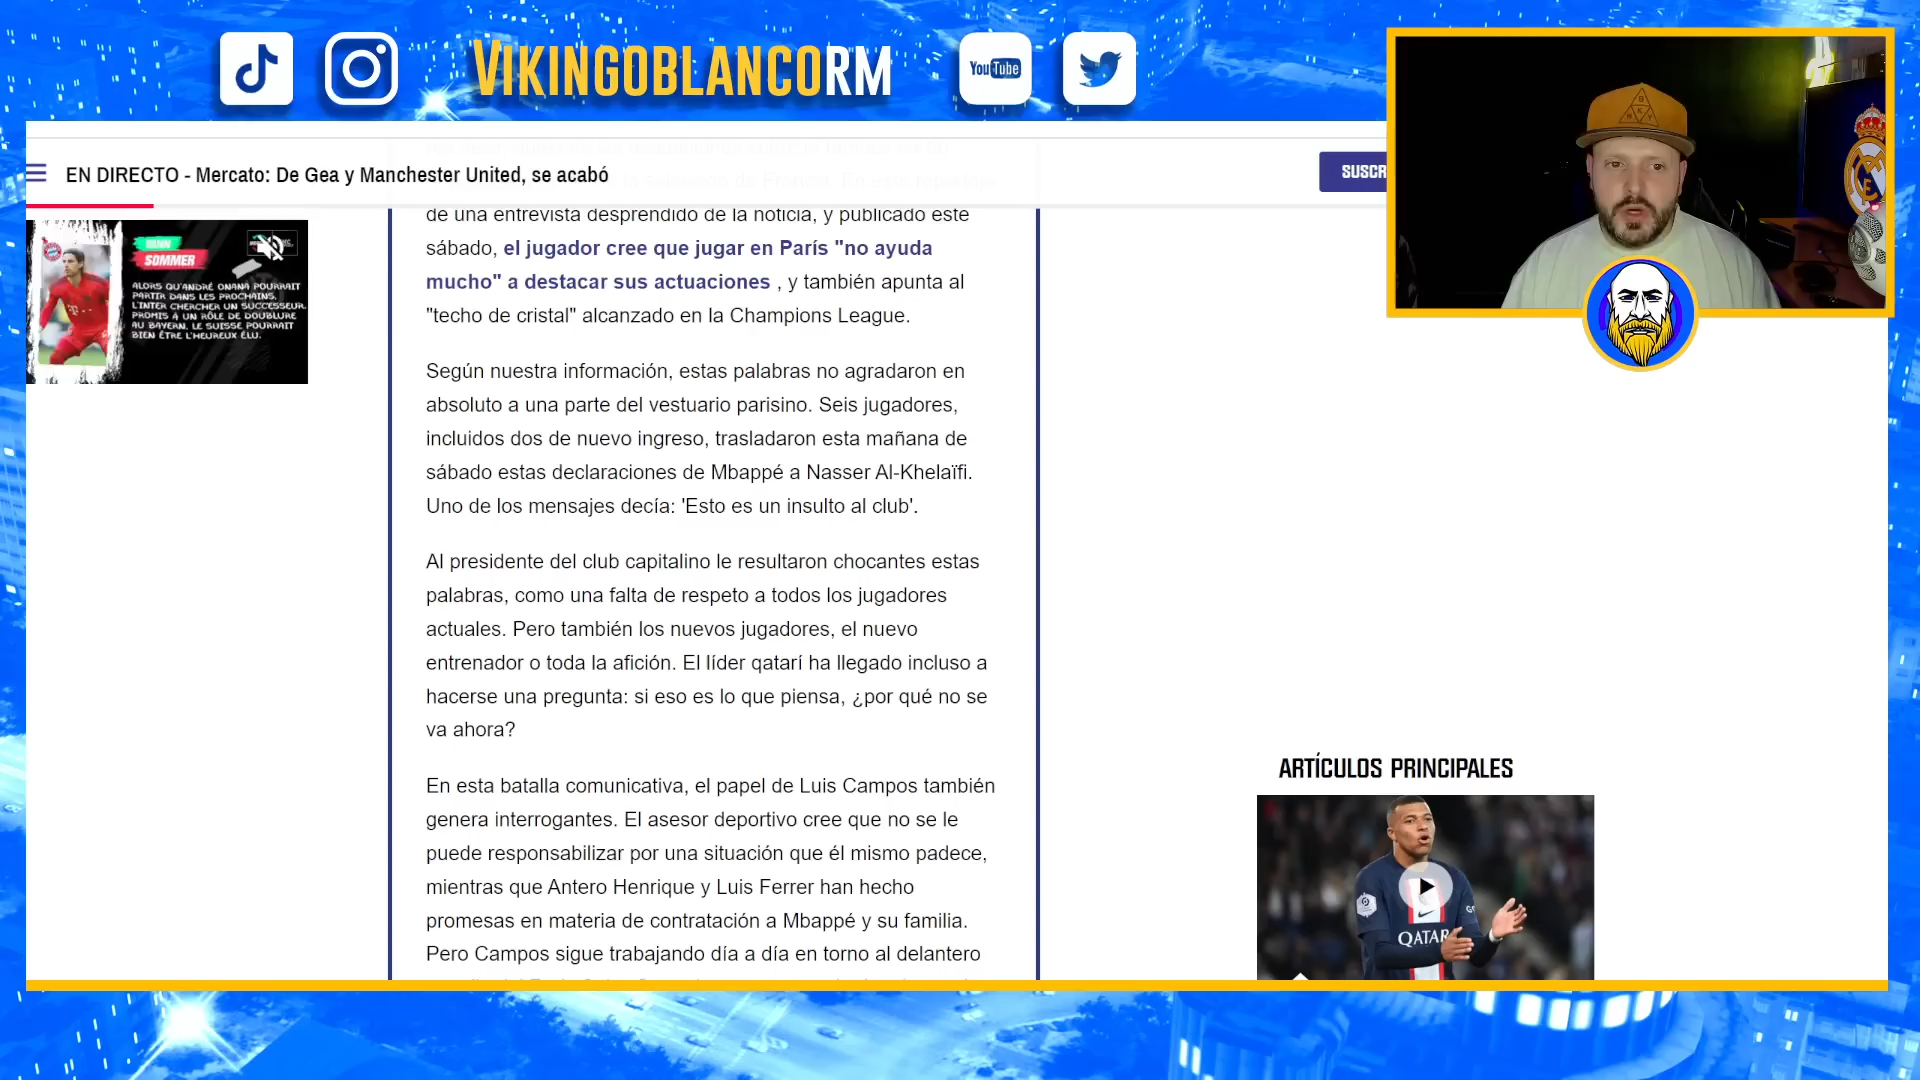 VIKINGOBLANCORM
You Tube
EN DIRECTO - Mercato: De Gea y Manchester United, se acabó
SUSCR
YANN
SOMMER
ALORS QU'ANDRÉ ONANA POURRAIT
PARTIR DANS LES PROCHAINS.
L'INTER CHERCHER UN SUCCESSEUR.
PROMIS À UN RÔLE DE DOUBLURE
AU BAYERN, LE SUISSE POURRAIT
BIEN ÊTRE L'HEUREUX ÉLU.
de una entrevista desprendido de la noticia, y publicado este
sábado, el jugador cree que jugar en París "no ayuda
mucho" a destacar sus actuaciones , y también apunta al
"techo de cristal" alcanzado en la Champions League.
Según nuestra información, estas palabras no agradaron en
absoluto a una parte del vestuario parisino. Seis jugadores,
incluidos dos de nuevo ingreso, trasladaron esta mañana de
sábado estas declaraciones de Mbappé a Nasser Al-Khelaïfi.
Uno de los mensajes decía: 'Esto es un insulto al club'.
Al presidente del club capitalino le resultaron chocantes estas
palabras, como una falta de respeto a todos los jugadores
actuales. Pero también los nuevos jugadores, el nuevo
entrenador o toda la afición. El líder qatarí ha llegado incluso a
hacerse una pregunta: si eso es lo que piensa, ¿por qué no se
va ahora?
En esta batalla comunicativa, el papel de Luis Campos también
genera interrogantes. El asesor deportivo cree que no se le
puede responsabilizar por una situación que él mismo padece,
mientras que Antero Henrique y Luis Ferrer han hecho
promesas en materia de contratación a Mbappé y su familia.
Pero Campos sigue trabajando día a día en torno al delantero
ARTÍCULOS PRINCIPALES
QATAR